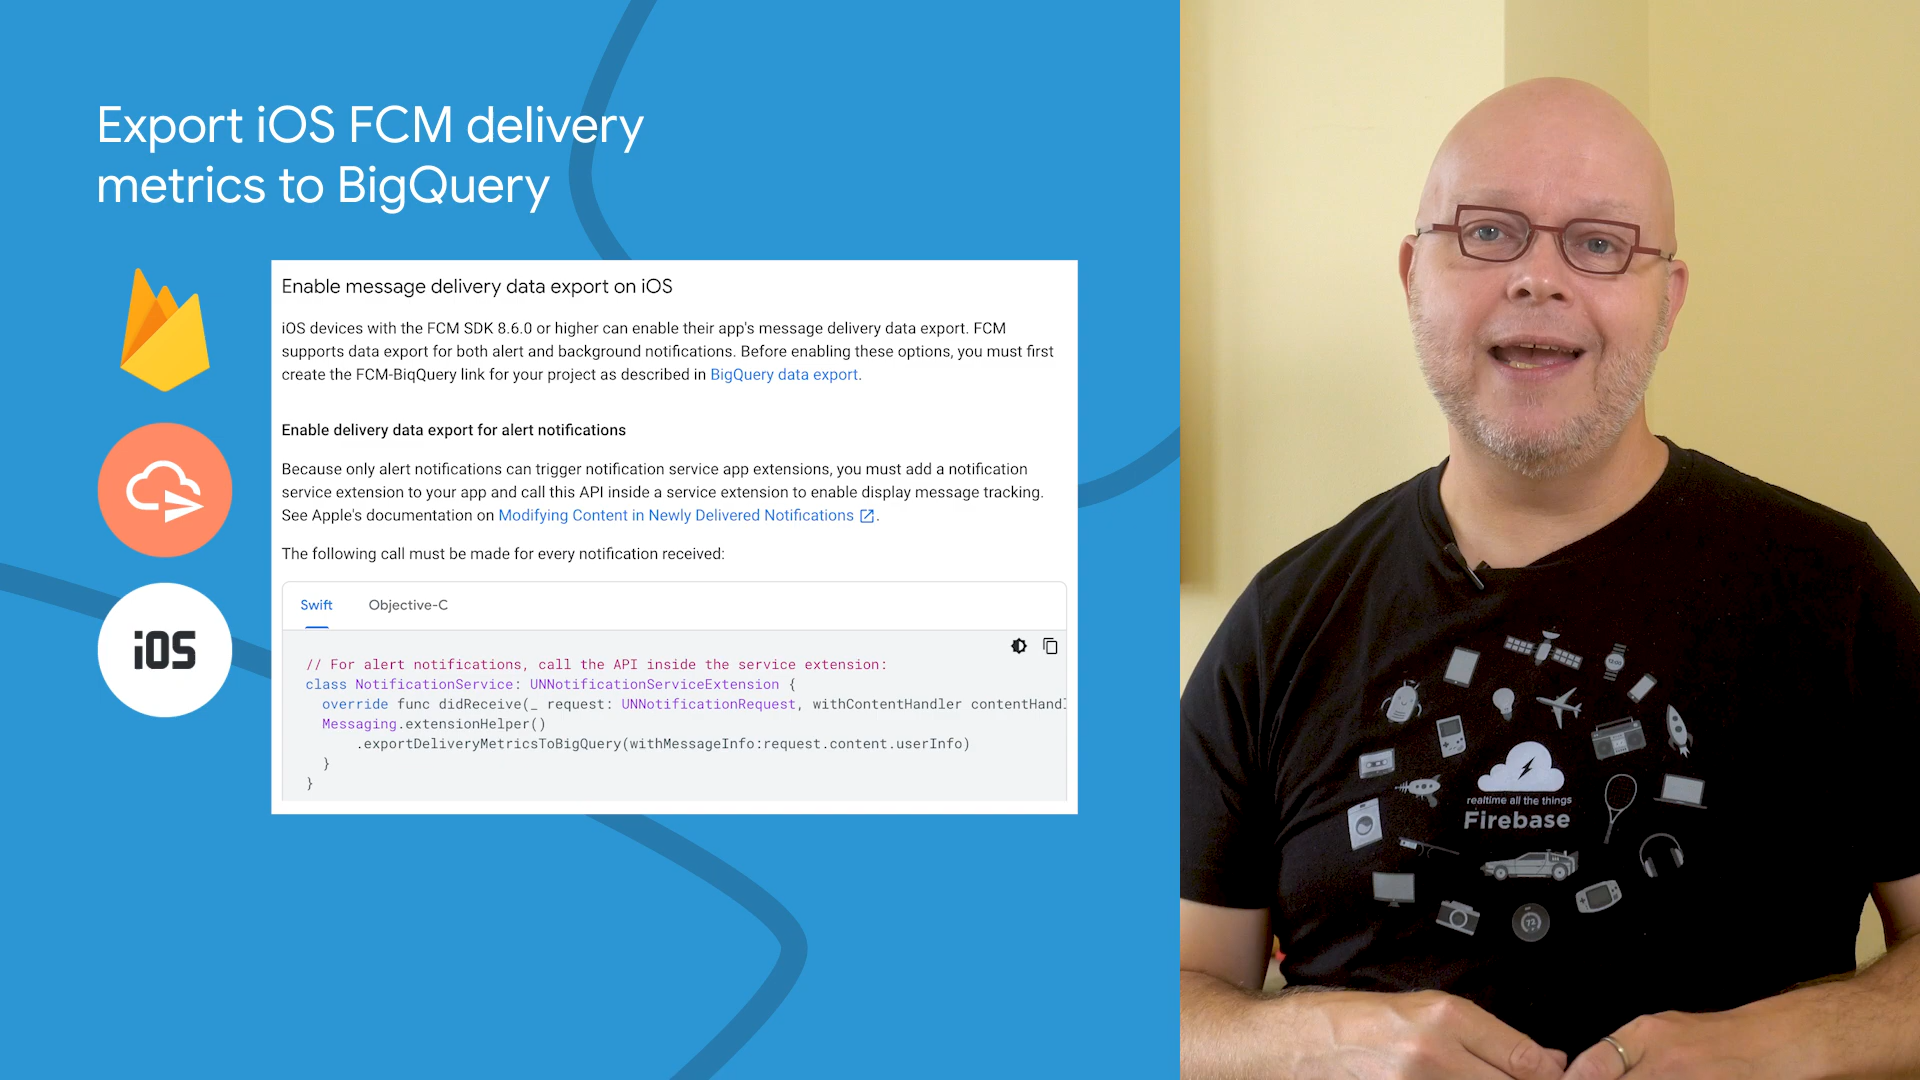 Export iOS FCM delivery
metrics to BigQuery
Enable message delivery data export on iOS
iOS devices with the FCM SDK 8.6.0 or higher can enable their app's message delivery data export. FCM
supports data export for both alert and background notifications. Before enabling these options, you must first
create the FCM-BiqQuery link for your project as described in BigQuery data export.
Enable delivery data export for alert notifications
Because only alert notifications can trigger notification service app extensions, you must add a notification
service extension to your app and call this API inside a service extension to enable display message tracking.
See Apple's documentation on Modifying Content in Newly Delivered Notifications.
The following call must be made for every notification received:
Swift Objective-C
// For alert notifications, call the API inside the service extension:
class NotificationService: UNNotificationServiceExtension {
override func didReceive(_ request: UNNotificationRequest, withContentHandler contentHandl
Messaging.extensionHelper()
.exportDeliveryMetricsToBigQuery(withMessageInfo:request.content.userInfo)
}
}
iOS
realtime all the things
Firebase
72